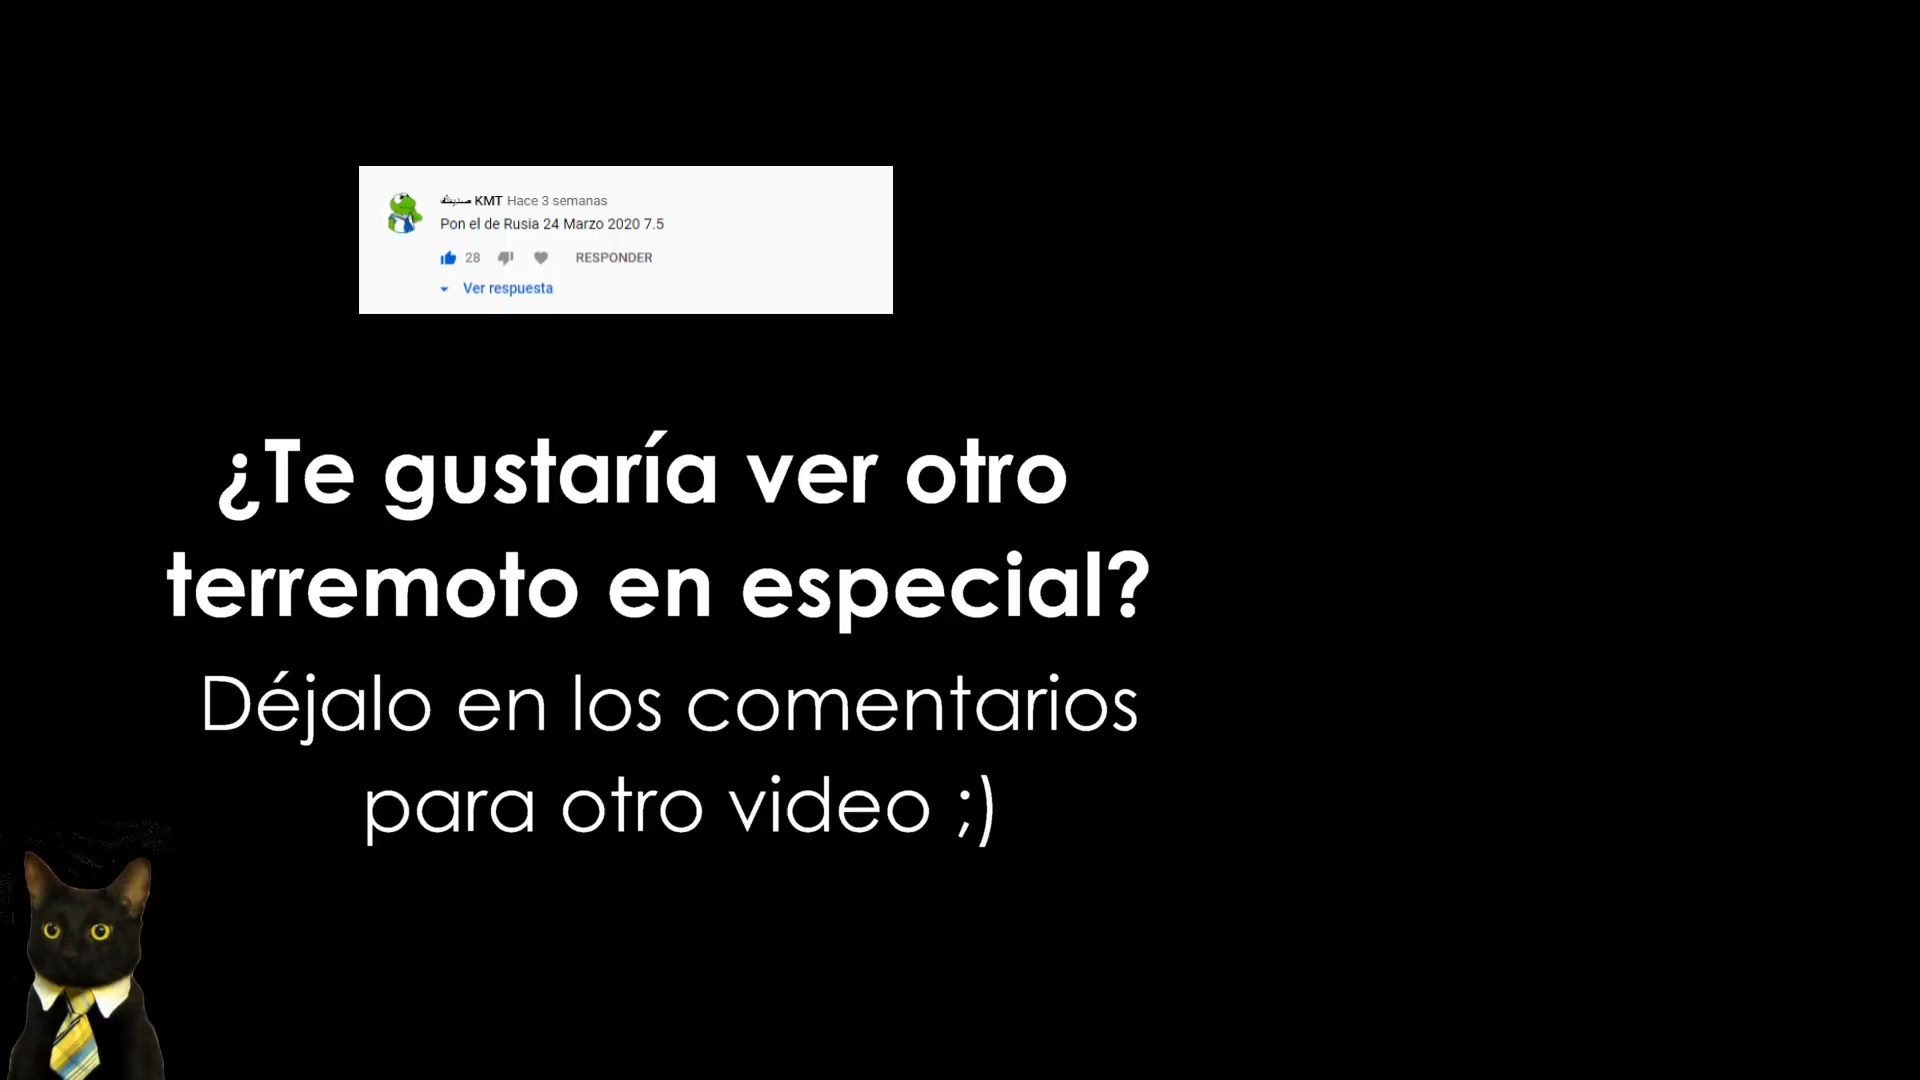 KMT Hace 3 semanas
Pon el de Rusia 24 Marzo 2020 7.5
28 RESPONDER
Ver respuesta
¿Te gustaría ver otro
terremoto en especial?
Déjalo en los comentarios
para otro video ;)